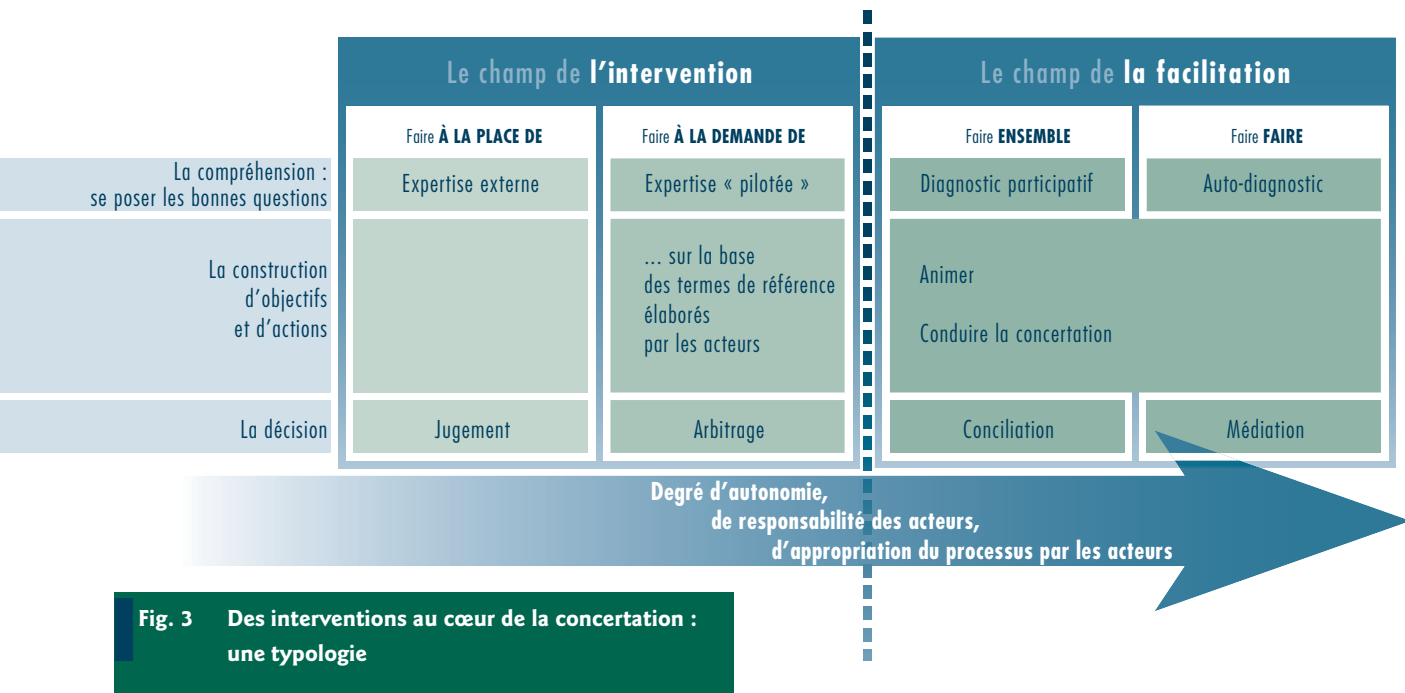 Le champ de l’intervention
Le champ de la facilitation
Faire À LA PLACE DE
Faire À LA DEMANDE DE
Faire ENSEMBLE
Faire FAIRE
La compréhension :
se poser les bonnes questions
Expertise externe
Expertise « pilotée »
Diagnostic participatif
Auto-diagnostic
La construction
d’objectifs
et d’actions
... sur la base
des termes de référence
élaborés
par les acteurs
Animer
Conduire la concertation
La décision
Jugement
Arbitrage
Conciliation
Médiation
Degré d’autonomie,
de responsabilité des acteurs,
d’appropriation du processus par les acteurs
Fig. 3 Des interventions au cœur de la concertation :
une typologie